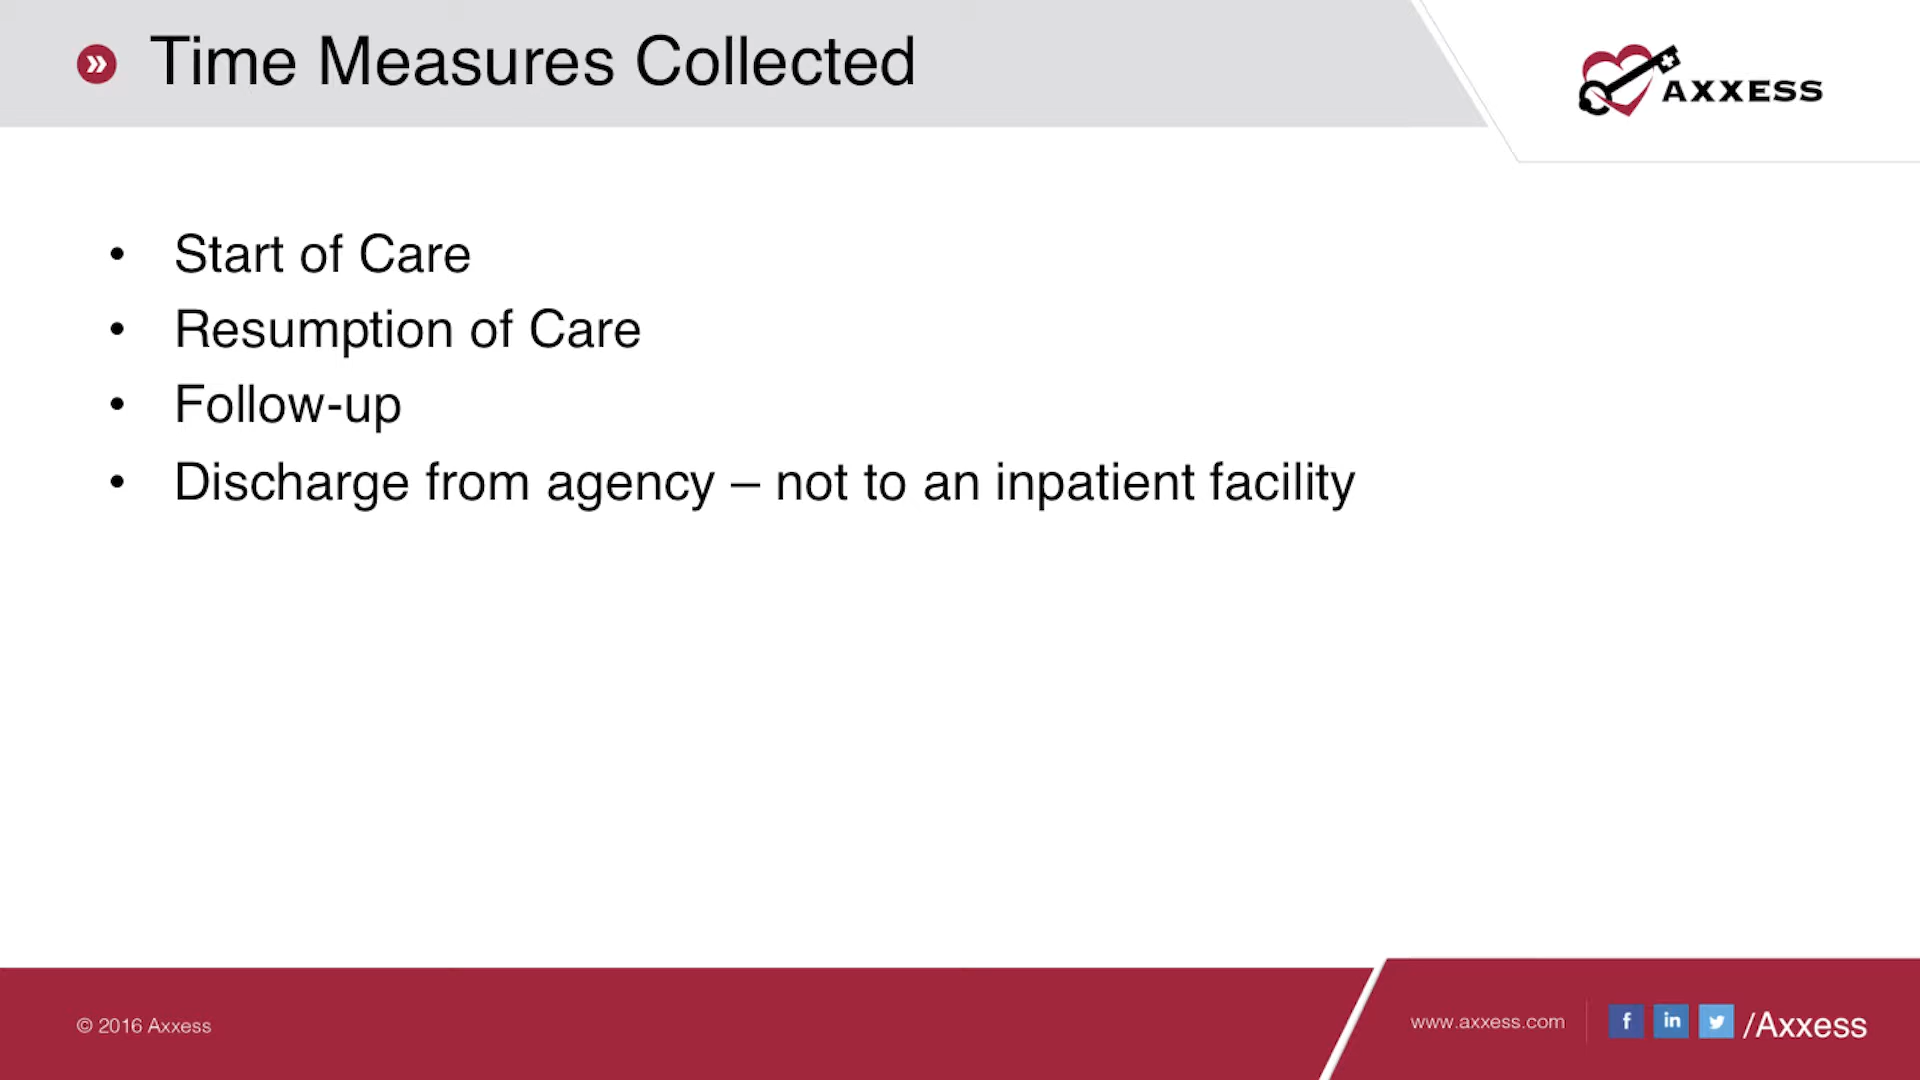 Time Measures Collected
AXXESS
• Start of Care
• Resumption of Care
• Follow-up
• Discharge from agency – not to an inpatient facility
© 2016 Axxess
www.axxess.com
f in /Axxess